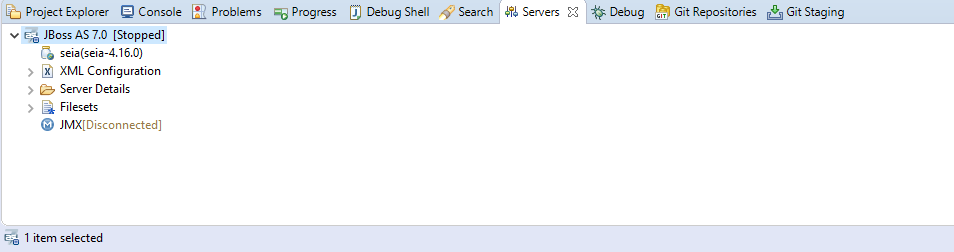 Project Explorer Console Problems Progress Debug Shell Search Servers Debug Git Repositories Git Staging
JBoss AS 7.0 [Stopped]
seia(seia-4.16.0)
XML Configuration
Server Details
Filesets
JMX[Disconnected]
1 item selected